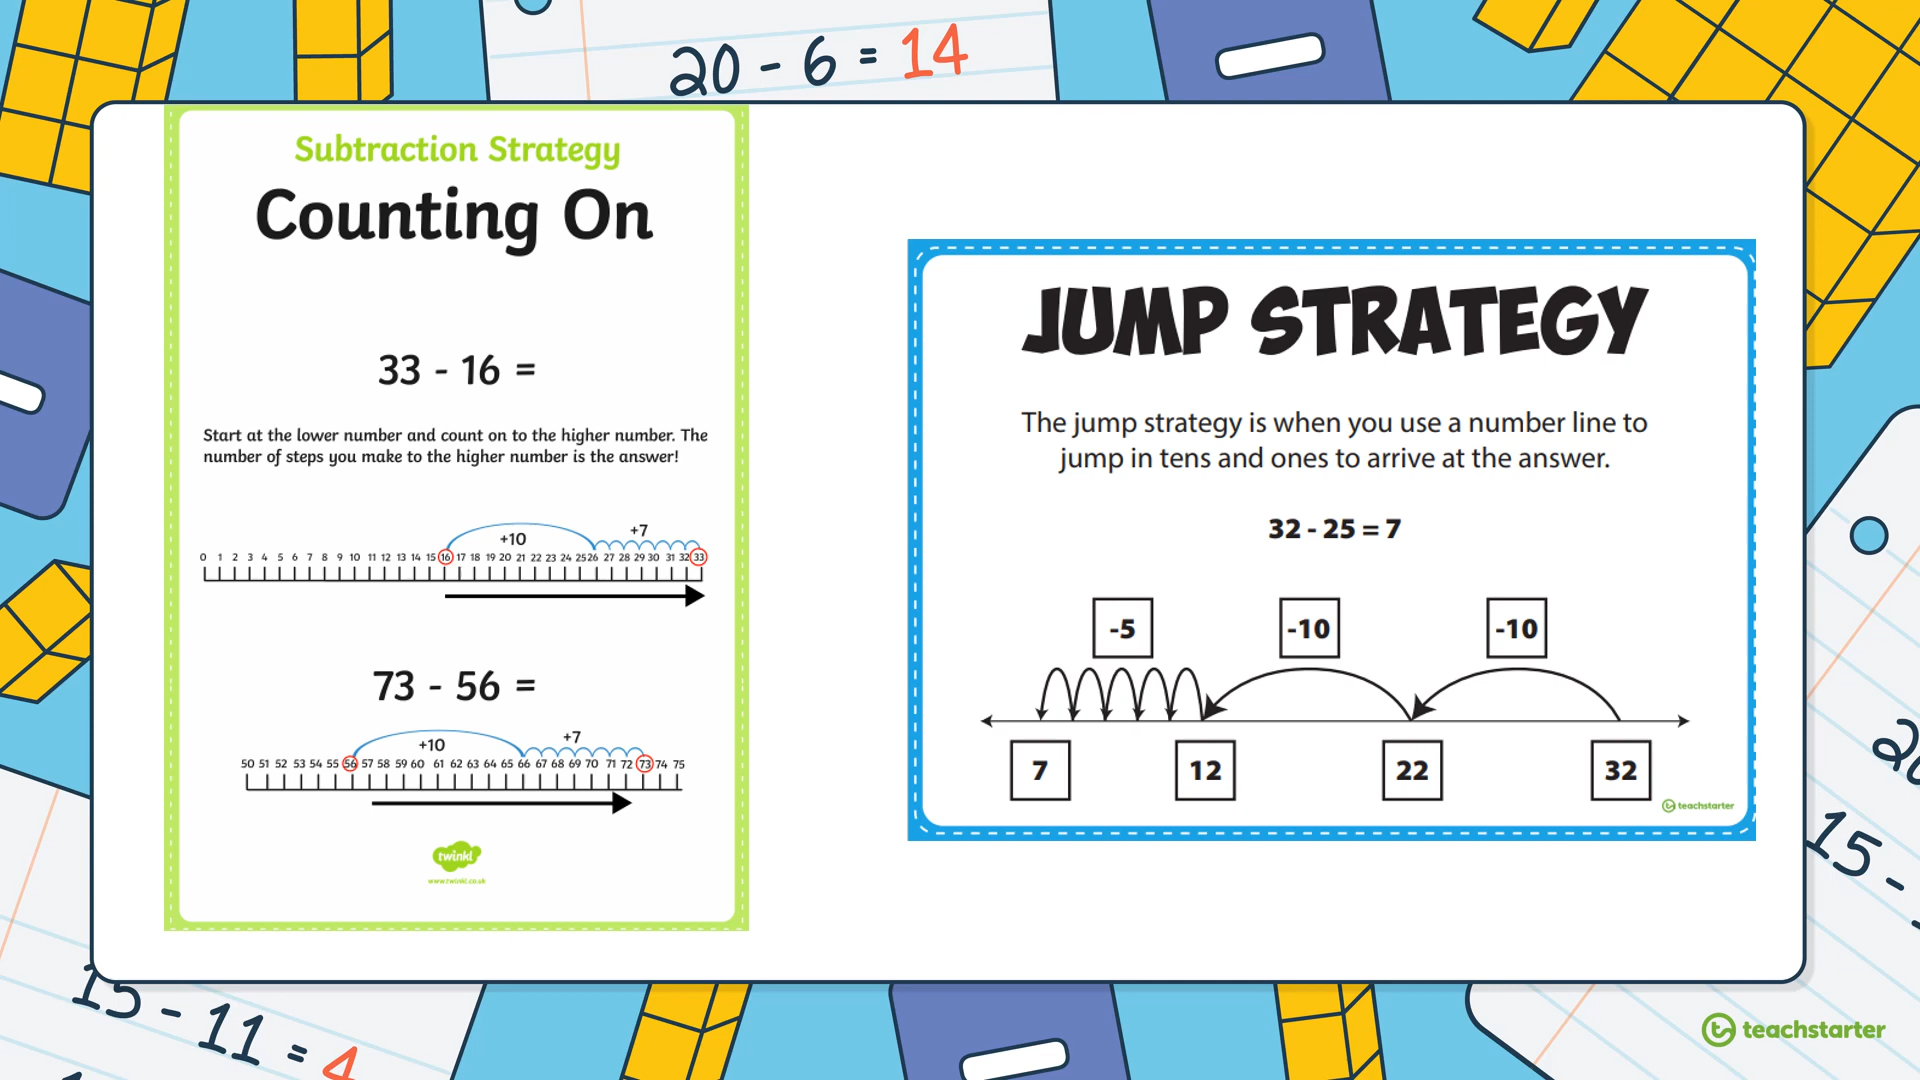 20 - 6 = 14
Subtraction Strategy
Counting On
33 - 16 =
Start at the lower number and count on to the higher number. The
number of steps you make to the higher number is the answer!
+10 +7
0 1 2 3 4 5 6 7 8 9 10 11 12 13 14 15 16 17 18 19 20 21 22 23 24 25 26 27 28 29 30 31 32 33
73 - 56 =
+10 +7
50 51 52 53 54 55 56 57 58 59 60 61 62 63 64 65 66 67 68 69 70 71 72 73 74 75
twinkl
www.twinkl.co.uk
JUMP STRATEGY
The jump strategy is when you use a number line to
jump in tens and ones to arrive at the answer.
32 - 25 = 7
-5 -10 -10
7 12 22 32
teachstarter
15 -
15 - 11 = 4
teachstarter